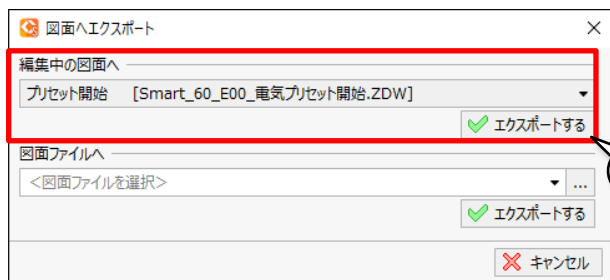 図面へエクスポート
編集中の図面へ
プリセット開始 [Smart_60_E00_電気プリセット開始.ZDW]
エクスポートする
図面ファイルへ
<図面ファイルを選択>
...
エクスポートする
キャンセル